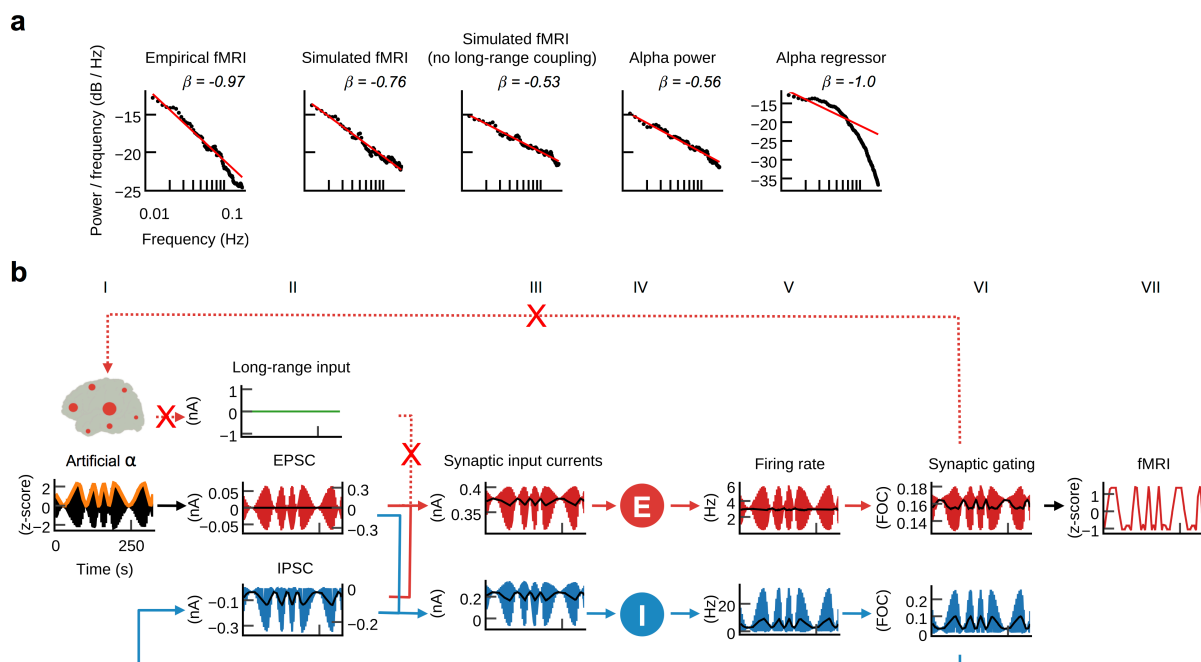 a
Empirical fMRI
β = -0.97
Simulated fMRI
β = -0.76
Simulated fMRI
(no long-range coupling)
β = -0.53
Alpha power
β = -0.56
Alpha regressor
β = -1.0
Power / frequency (dB / Hz)
−15
−20
−25
0.01
0.1
Frequency (Hz)
−15
−20
−25
−30
−35
b
I
II
III
IV
V
VI
VII
X
Long-range input
X
(nA)
1
0
−1
X
Artificial α
(z-score)
2
0
−2
0
250
Time (s)
EPSC
(nA)
0.05
0
−0.05
0.3
0
−0.3
Synaptic input currents
(nA)
0.4
0.35
E
Firing rate
(Hz)
6
4
2
Synaptic gating
(FOC)
0.18
0.16
0.14
fMRI
(z-score)
1
0
−1
IPSC
(nA)
−0.1
−0.3
0
−0.2
(nA)
0.2
0
I
(Hz)
20
0
(FOC)
0.2
0.1
0